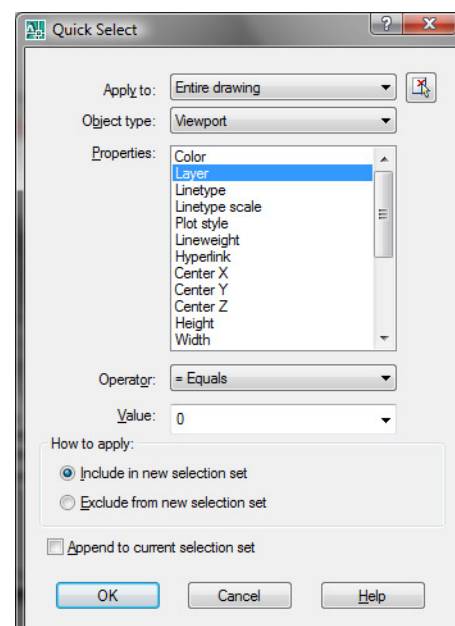 Quick Select
Apply to: Entire drawing
Object type: Viewport
Properties: Color
Layer
Linetype
Linetype scale
Plot style
Lineweight
Hyperlink
Center X
Center Y
Center Z
Height
Width
Operator: = Equals
Value: 0
How to apply:
Include in new selection set
Exclude from new selection set
Append to current selection set
OK Cancel Help